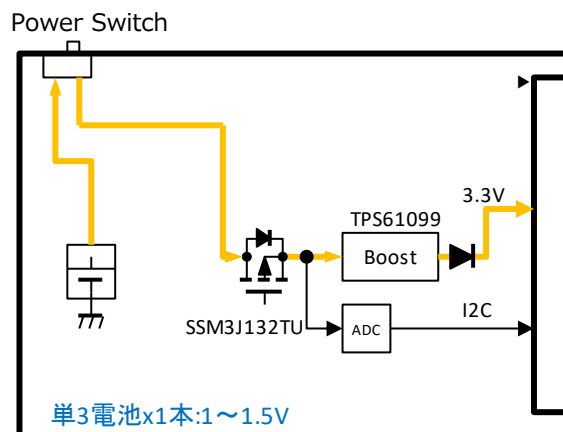 Power Switch
3.3V
TPS61099
Boost
SSM3J132TU
ADC
I2C
単3電池x1本:1～1.5V